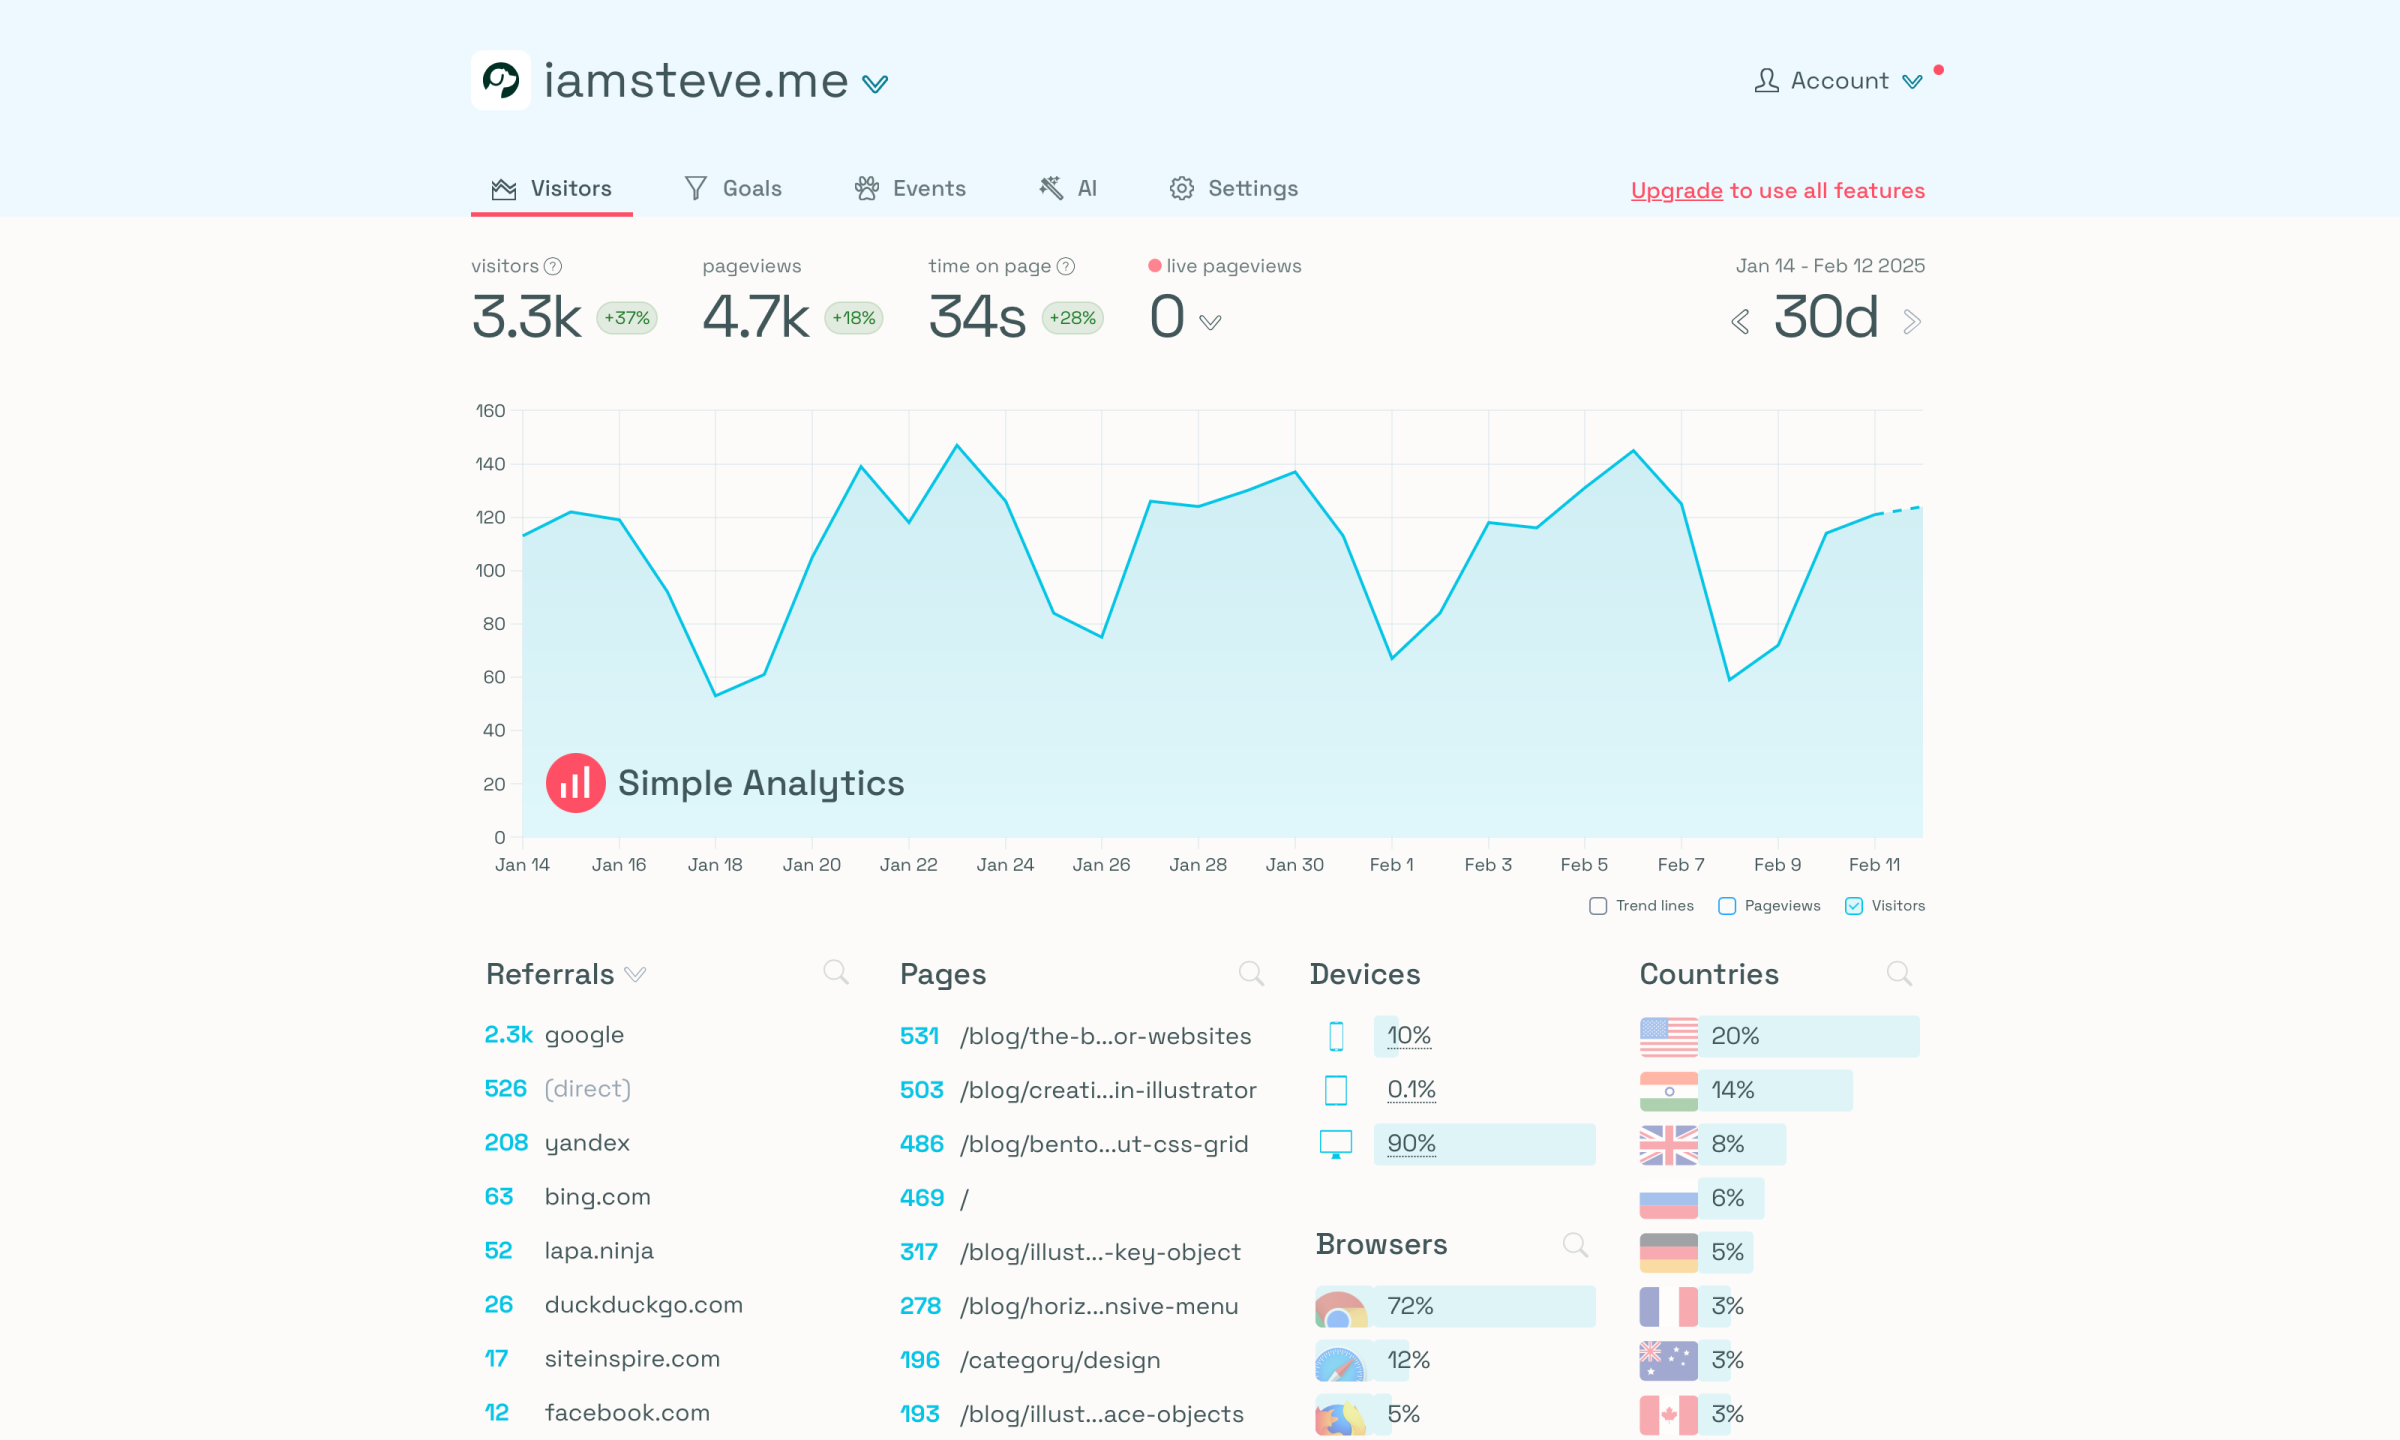 iamsteve.me
Account
Visitors
Goals
Events
AI
Settings
Upgrade to use all features
visitors
pageviews
time on page
live pageviews
Jan 14 - Feb 12 2025
3.3k +37%
4.7k +18%
34s +28%
0
30d
160
140
120
100
80
60
40
20
0
Simple Analytics
Jan 14 Jan 16 Jan 18 Jan 20 Jan 22 Jan 24 Jan 26 Jan 28 Jan 30 Feb 1 Feb 3 Feb 5 Feb 7 Feb 9 Feb 11
Trend lines
Pageviews
Visitors
Referrals
2.3k google
526 (direct)
208 yandex
63 bing.com
52 lapa.ninja
26 duckduckgo.com
17 siteinspire.com
12 facebook.com
Pages
531 /blog/the-b...or-websites
503 /blog/creati...in-illustrator
486 /blog/bento...ut-css-grid
469 /
317 /blog/illust...-key-object
278 /blog/horiz...nsive-menu
196 /category/design
193 /blog/illust...ace-objects
Devices
10%
0.1%
90%
Browsers
72%
12%
5%
Countries
20%
14%
8%
6%
5%
3%
3%
3%